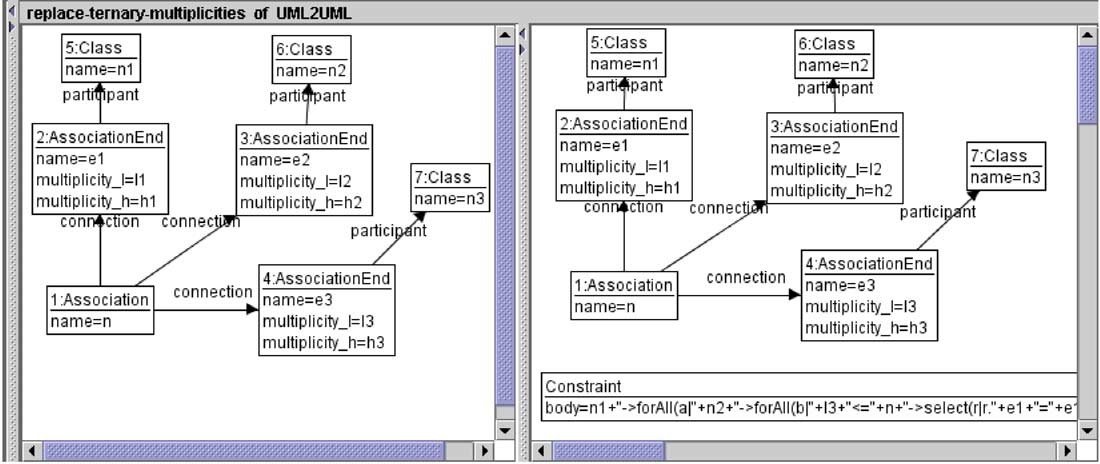 replace-ternary-multiplicities of UML2UML
5:Class
name=n1
6:Class
name=n2
participant
participant
2:AssociationEnd
name=e1
multiplicity_l=l1
multiplicity_h=h1
3:AssociationEnd
name=e2
multiplicity_l=l2
multiplicity_h=h2
7:Class
name=n3
connection
connection
participant
4:AssociationEnd
name=e3
multiplicity_l=l3
multiplicity_h=h3
connection
1:Association
name=n
5:Class
name=n1
6:Class
name=n2
participant
participant
2:AssociationEnd
name=e1
multiplicity_l=l1
multiplicity_h=h1
3:AssociationEnd
name=e2
multiplicity_l=l2
multiplicity_h=h2
7:Class
name=n3
connection
connection
participant
4:AssociationEnd
name=e3
multiplicity_l=l3
multiplicity_h=h3
connection
1:Association
name=n
Constraint
body=n1+"->forAll(a|"+n2+"->forAll(b|"+l3+"<="+n+"->select(r|r."+e1+"="+e1